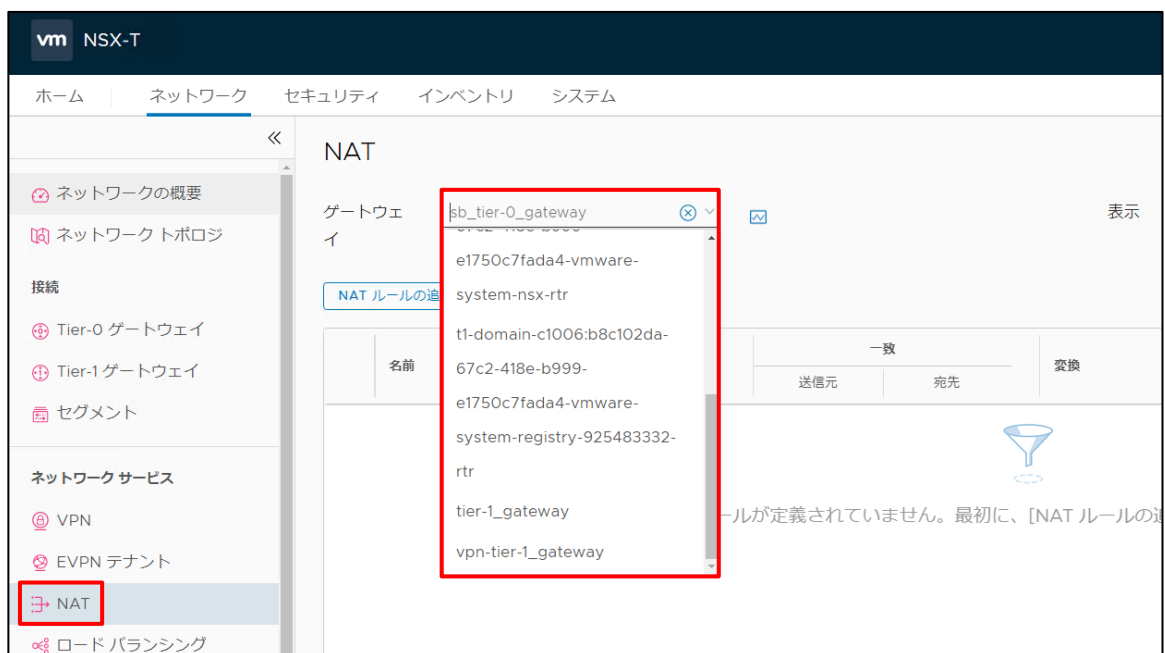 vm NSX-T
ホーム ネットワーク セキュリティ インベントリ システム
ネットワークの概要
ネットワーク トポロジ
接続
Tier-0 ゲートウェイ
Tier-1 ゲートウェイ
セグメント
ネットワーク サービス
VPN
EVPN テナント
NAT
ロード バランシング
NAT
ゲートウェ
イ
sb_tier-0_gateway
表示
e1750c7fada4-vmware-
system-nsx-rtr
t1-domain-c1006:b8c102da-
67c2-418e-b999-
e1750c7fada4-vmware-
system-registry-925483332-
rtr
tier-1_gateway
vpn-tier-1_gateway
NAT ルールの追
名前
一致
送信元 宛先
変換
ールが定義されていません。最初に、[NAT ルールの追